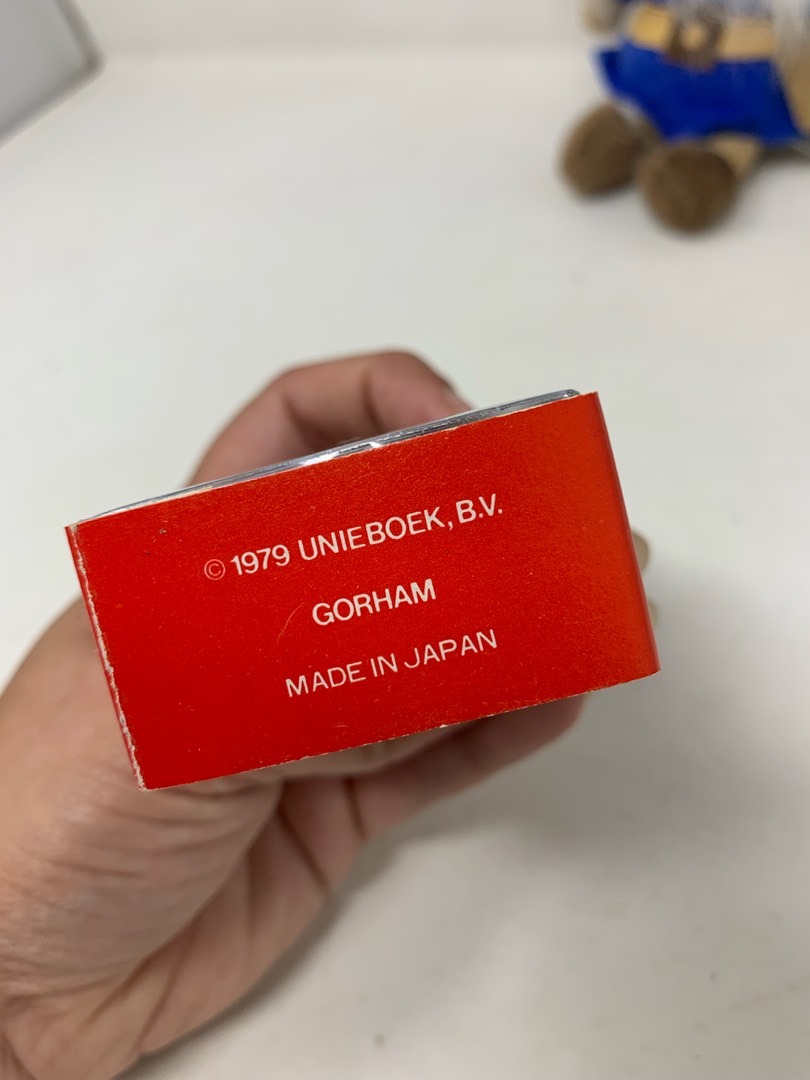 © 1979 UNIEBOEK, B.V.
GORHAM
MADE IN JAPAN